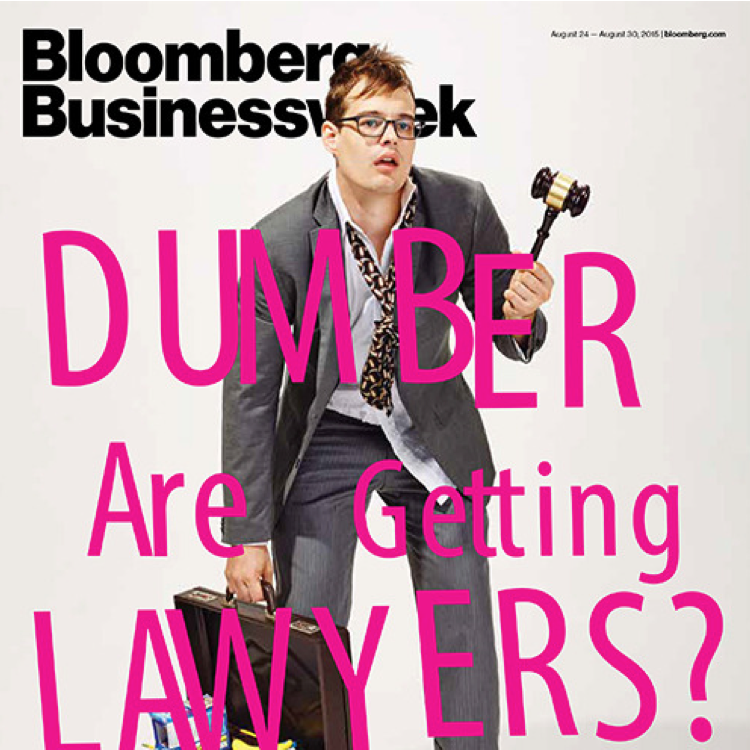 Bloomberg
Businessweek
August 24 — August 30, 2015 | bloomberg.com
DUMBER
Are Getting
LAWYERS?